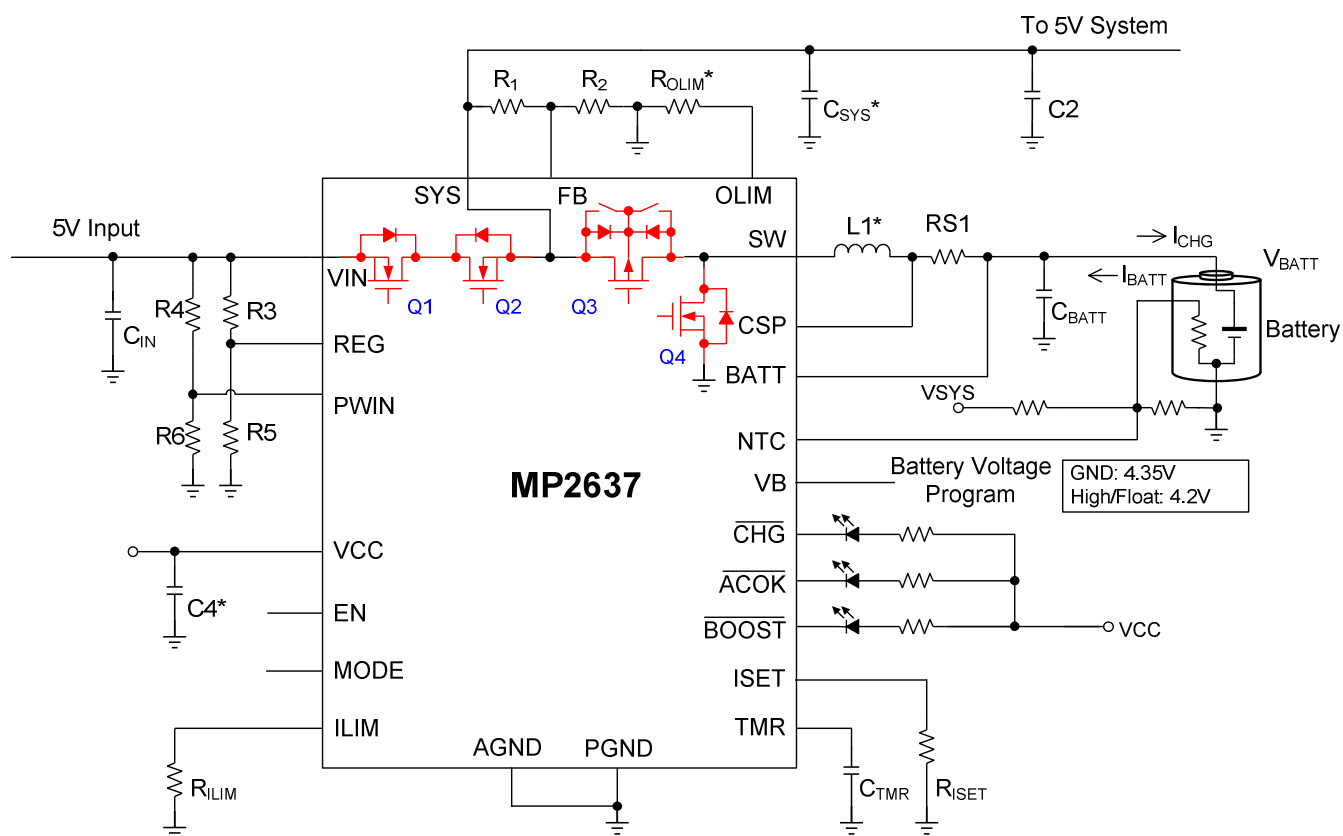 To 5V System
R1
R2
ROLIM*
CSYS*
C2
SYS
FB
OLIM
5V Input
VIN
Q1
Q2
Q3
Q4
SW
L1*
RS1
ICHG
IBATT
VBATT
CIN
R4
R3
REG
CSP
CBATT
Battery
PWIN
BATT
VSYS
R6
R5
NTC
MP2637
VB
Battery Voltage
Program
GND: 4.35V
High/Float: 4.2V
VCC
CHG
C4*
ACOK
EN
BOOST
VCC
MODE
ISET
ILIM
TMR
AGND
PGND
RILIM
CTMR
RISET